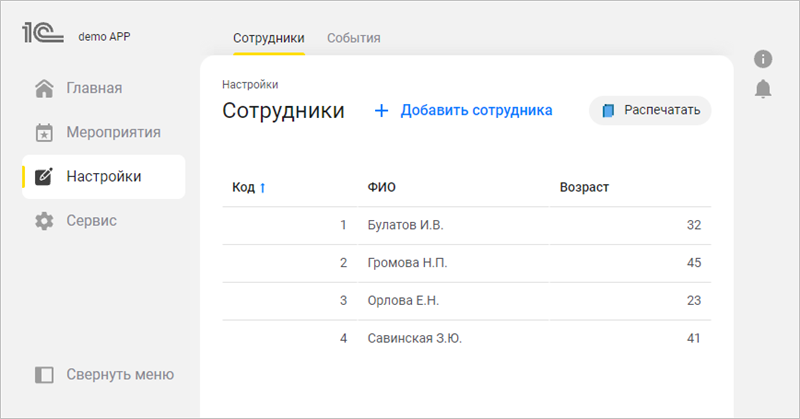 1С demo APP
Сотрудники События
Главная
Мероприятия
Настройки
Сервис
Свернуть меню
Настройки
Сотрудники + Добавить сотрудника Распечатать
Код ↑ ФИО Возраст
1 Булатов И.В. 32
2 Громова Н.П. 45
3 Орлова Е.Н. 23
4 Савинская З.Ю. 41